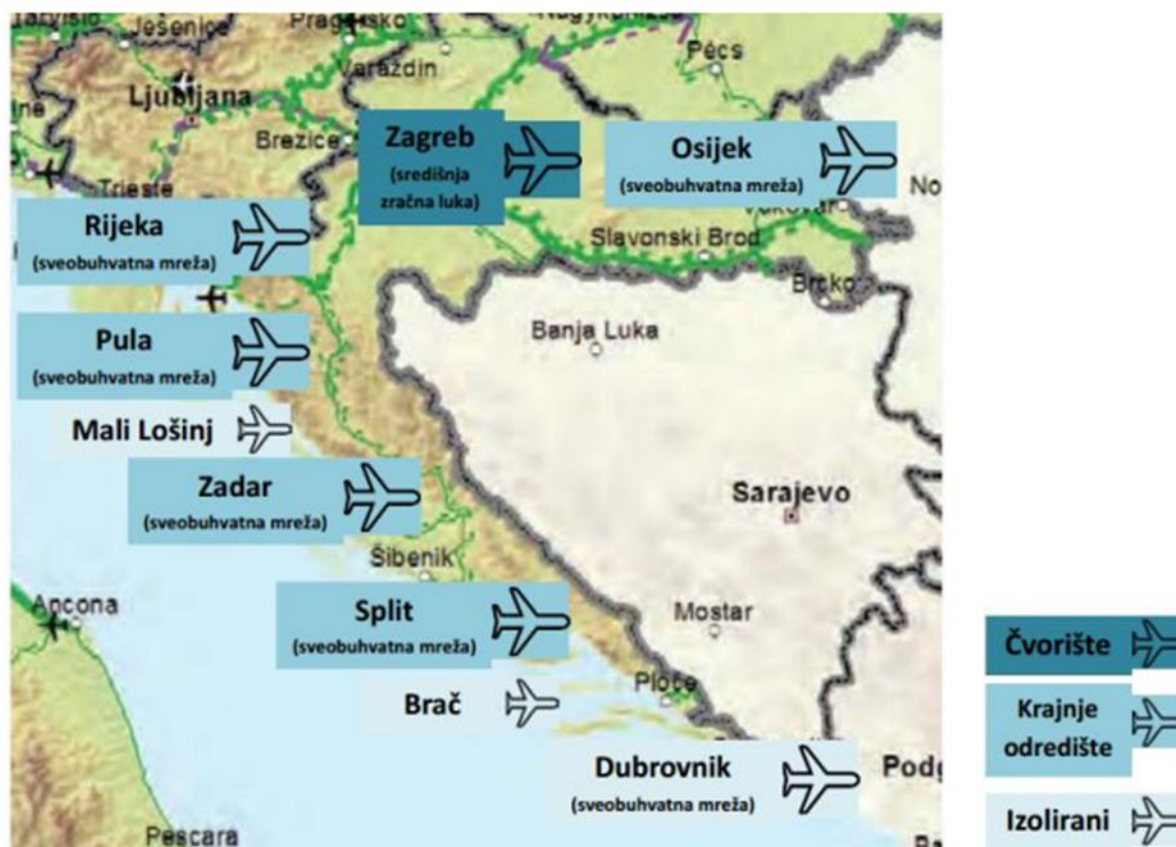 Ješenice
Varaždin
Pécs
Ljubljana
Brezice
Zagreb
(središnja
zračna luka)
Osijek
(sveobuhvatna mreža)
Trieste
Rijeka
(sveobuhvatna mreža)
Slavonski Brod
Brčko
Pula
(sveobuhvatna mreža)
Banja Luka
Mali Lošinj
Zadar
(sveobuhvatna mreža)
Sarajevo
Šibenik
Ancona
Split
(sveobuhvatna mreža)
Mostar
Ploče
Brač
Dubrovnik
(sveobuhvatna mreža)
Pescara
Čvorište
Krajnje
odredište
Izolirani